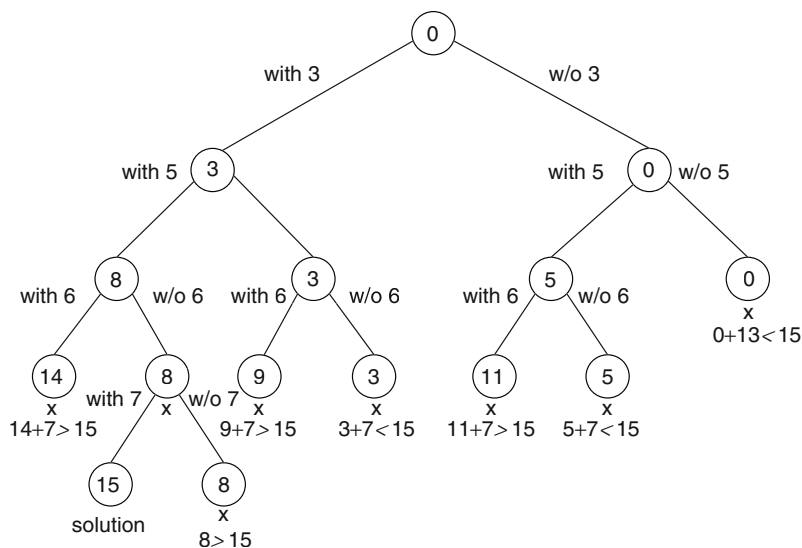 0
with 3 w/o 3
with 5 3 with 5 0 w/o 5
8 3 5 0
with 6 w/o 6 with 6 w/o 6 with 6 w/o 6
x
0+13<15
14 8 9 3 11 5
x with 7 x w/o 7 x x x x
14+7>15 9+7>15 3+7<15 11+7>15 5+7<15
15 8
solution x
8>15